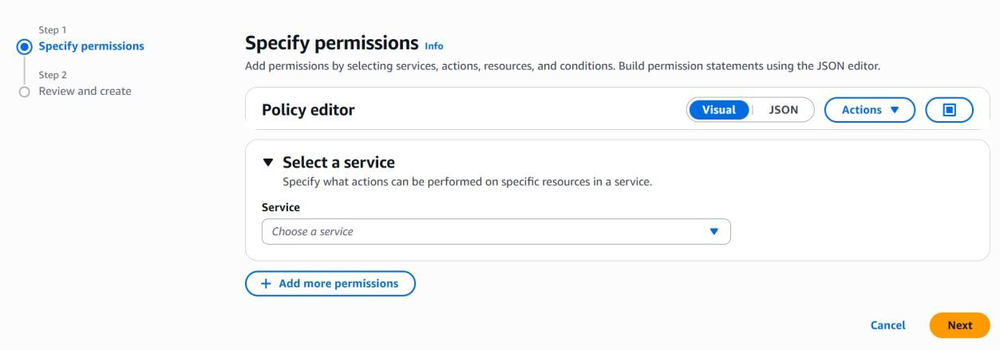 Step 1
Specify permissions
Step 2
Review and create
Specify permissions Info
Add permissions by selecting services, actions, resources, and conditions. Build permission statements using the JSON editor.
Policy editor
Visual
JSON
Actions
Select a service
Specify what actions can be performed on specific resources in a service.
Service
Choose a service
Add more permissions
Cancel
Next